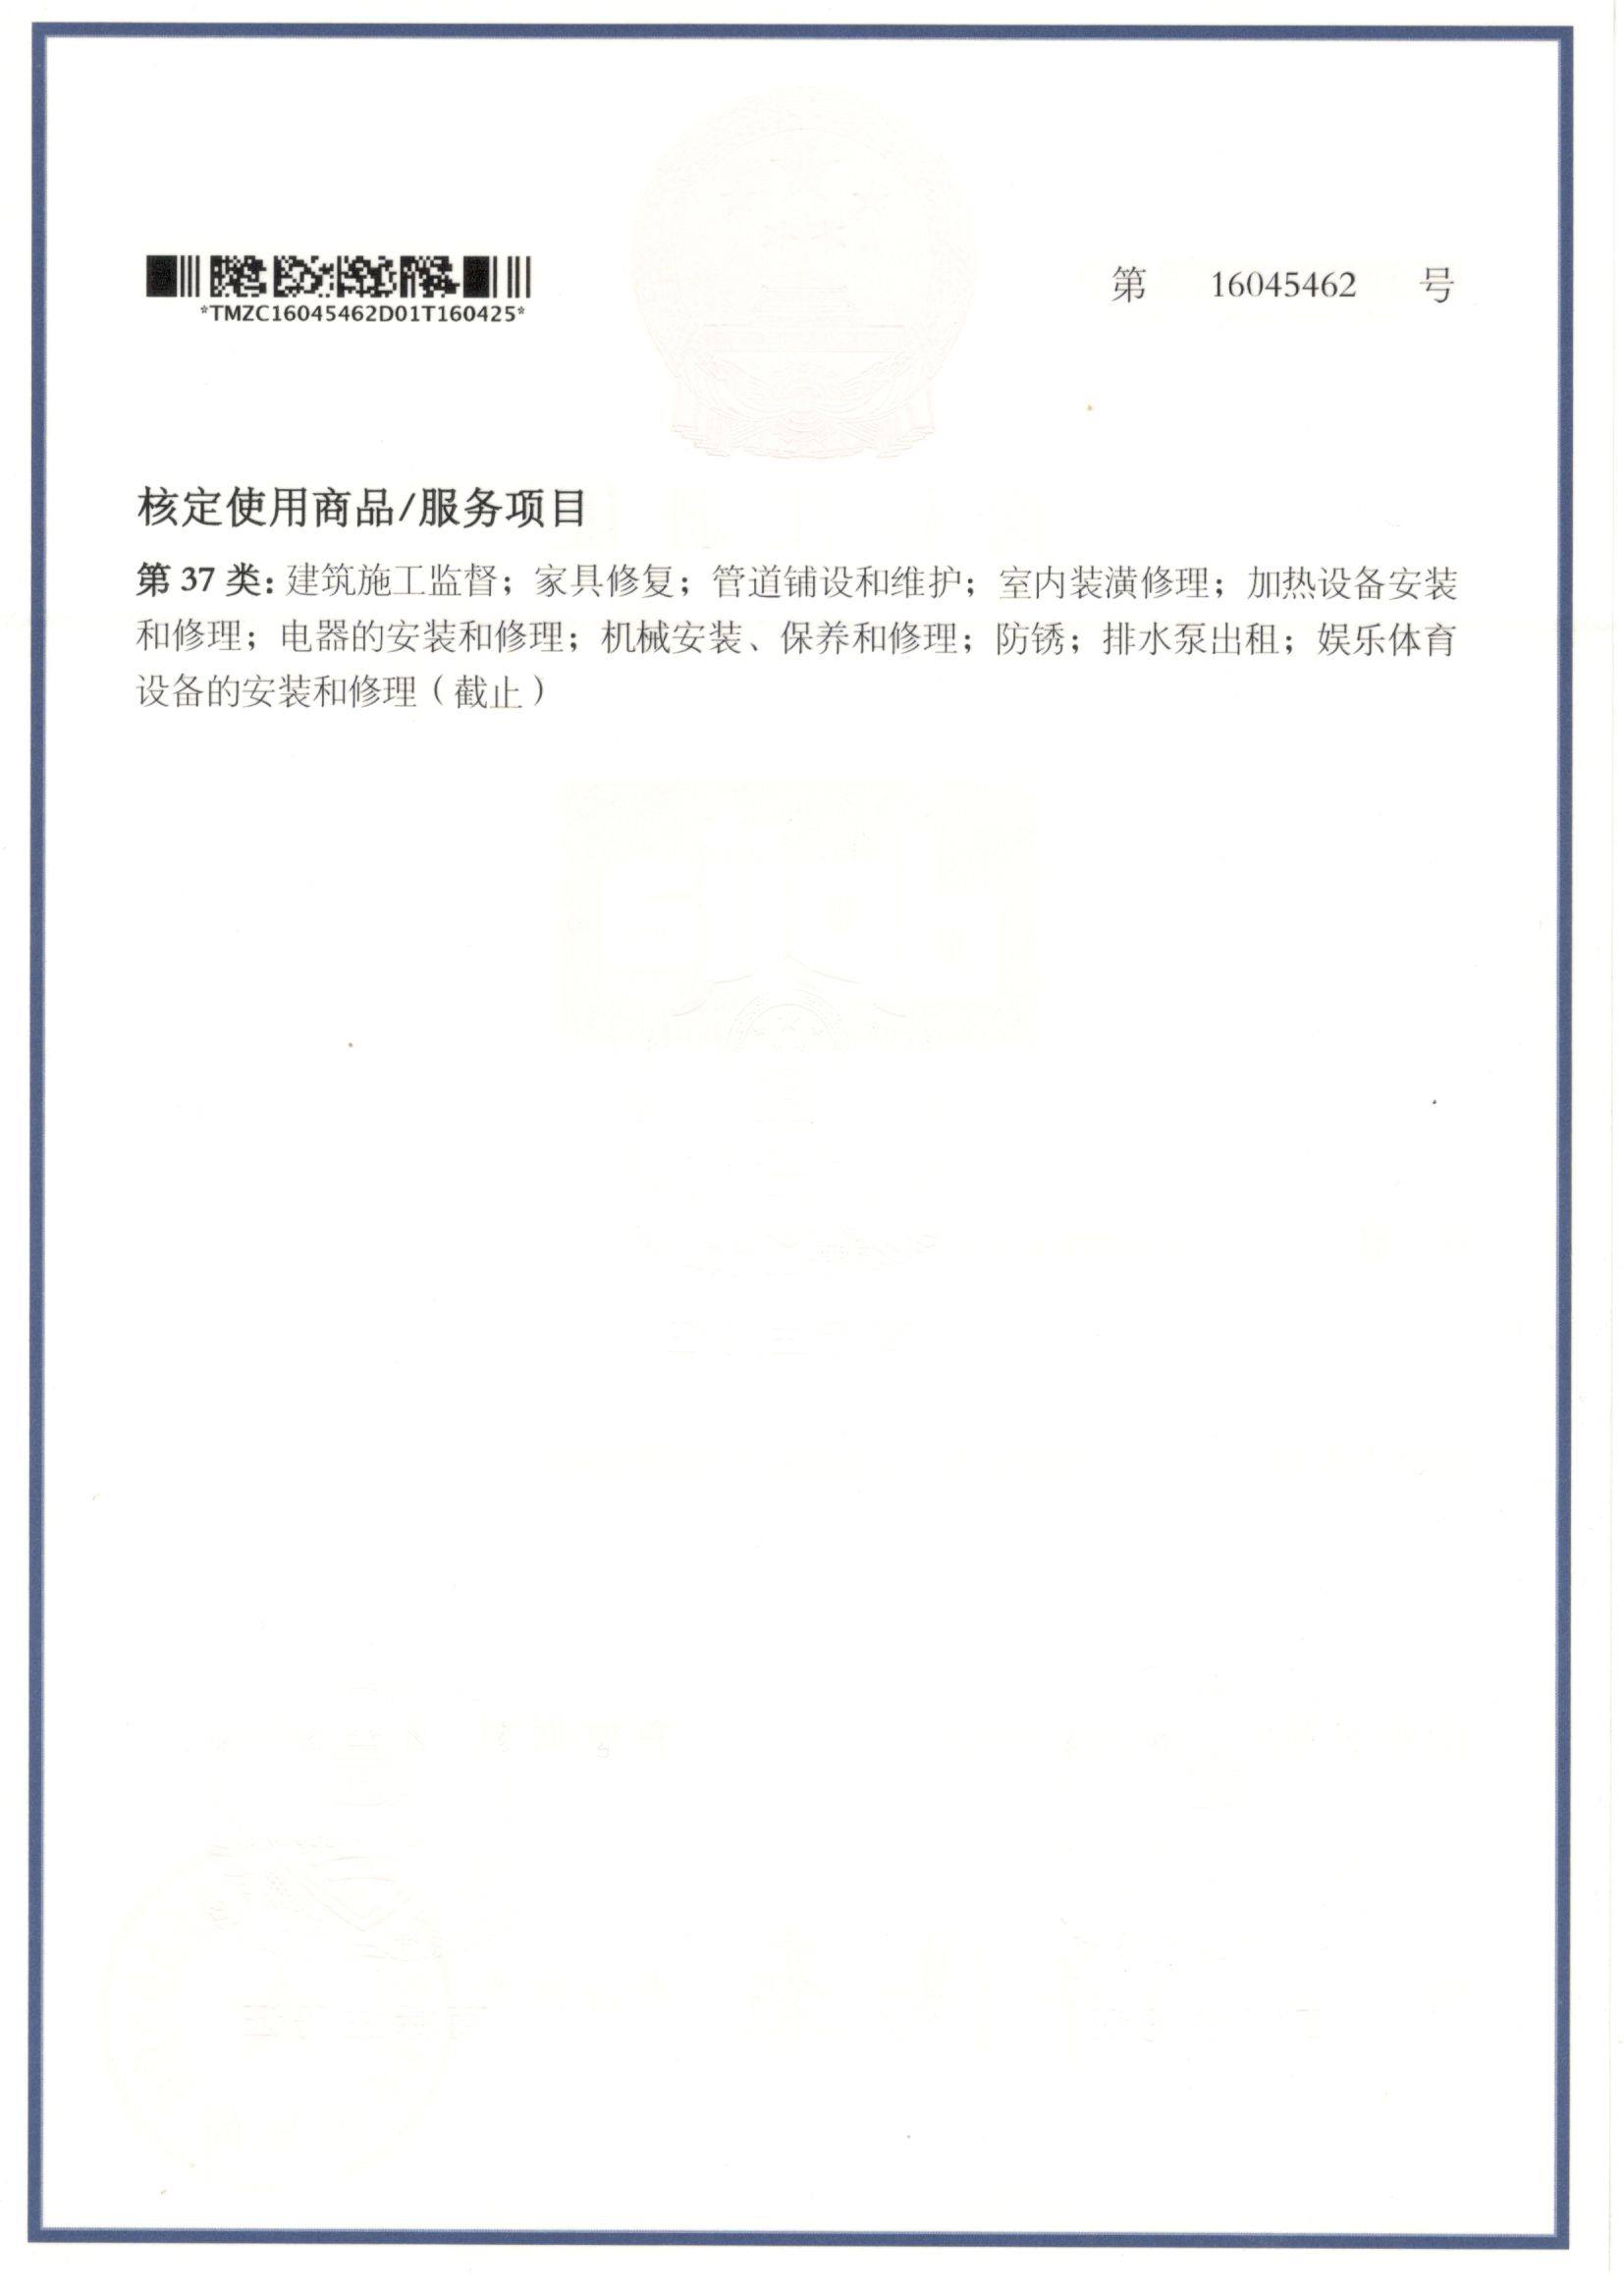 *TMZC16045462D01T160425*
第 16045462 号
核定使用商品/服务项目
第 37 类: 建筑施工监督；家具修复；管道铺设和维护；室内装潢修理；加热设备安装
和修理；电器的安装和修理；机械安装、保养和修理；防锈；排水泵出租；娱乐体育
设备的安装和修理（截止）